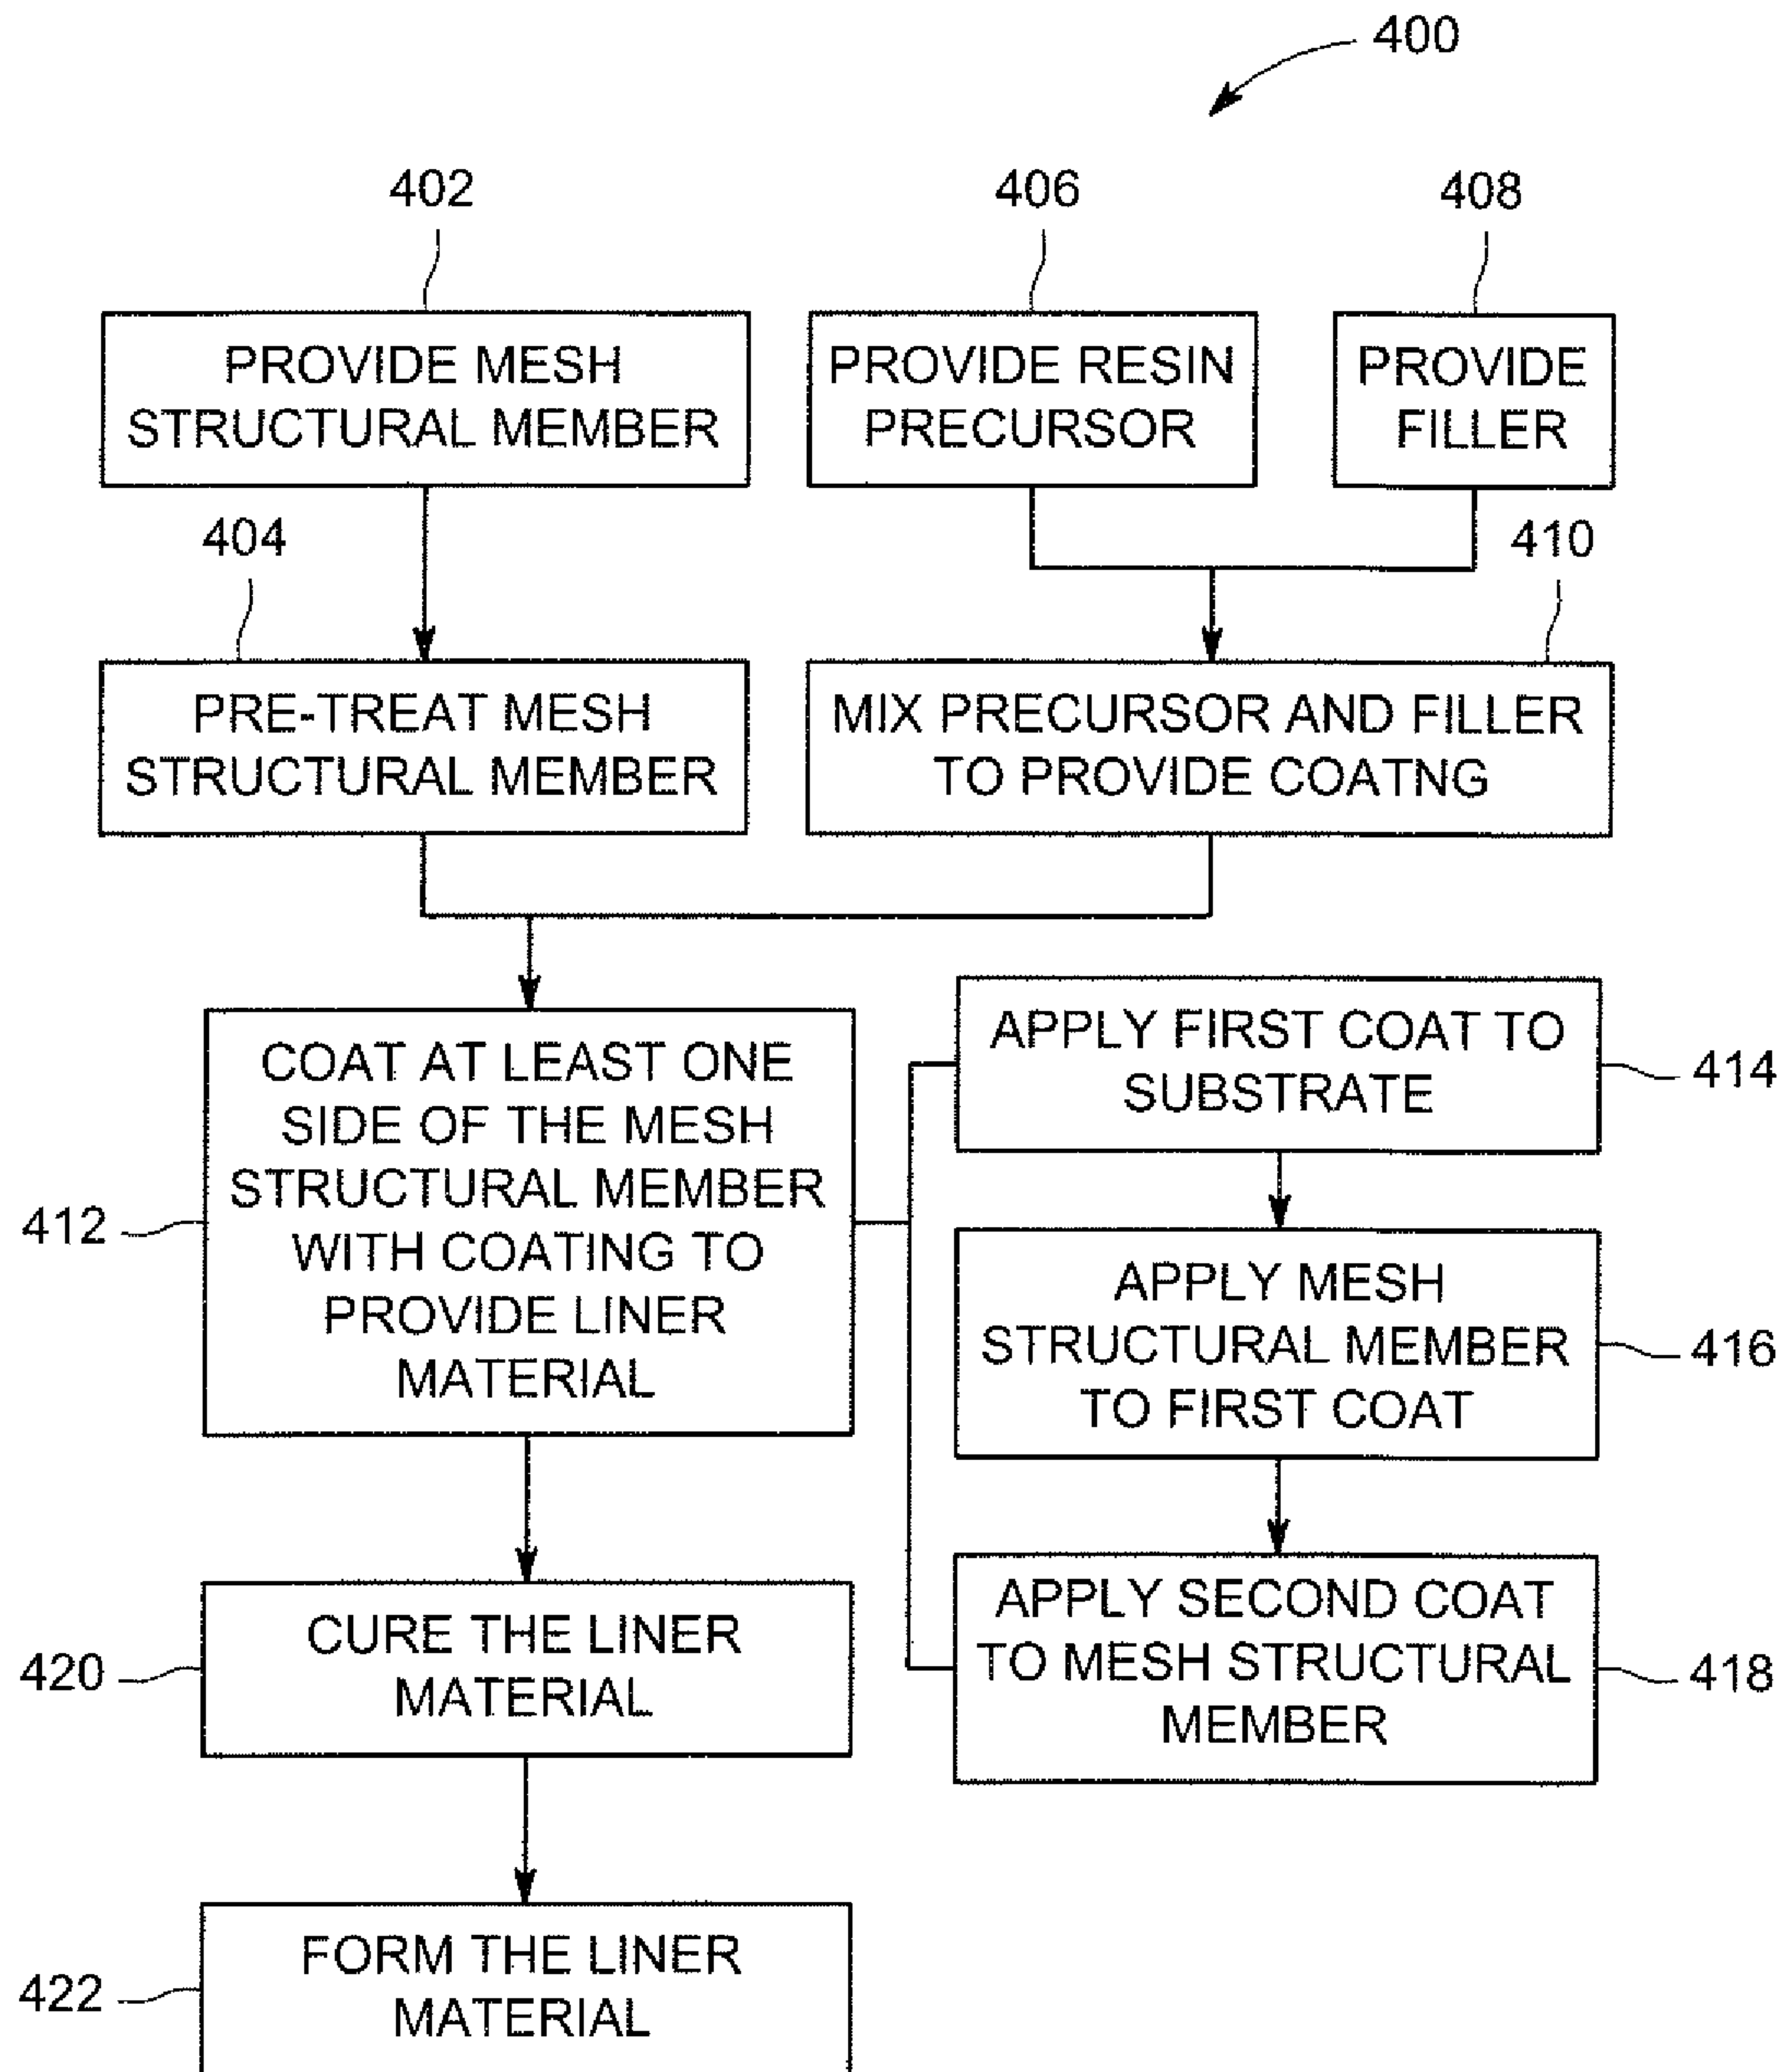 400
402
406
408
PROVIDE MESH
STRUCTURAL MEMBER
PROVIDE RESIN
PRECURSOR
PROVIDE
FILLER
404
410
PRE-TREAT MESH
STRUCTURAL MEMBER
MIX PRECURSOR AND FILLER
TO PROVIDE COATNG
412
COAT AT LEAST ONE
SIDE OF THE MESH
STRUCTURAL MEMBER
WITH COATING TO
PROVIDE LINER
MATERIAL
APPLY FIRST COAT TO
SUBSTRATE
414
APPLY MESH
STRUCTURAL MEMBER
TO FIRST COAT
416
APPLY SECOND COAT
TO MESH STRUCTURAL
MEMBER
418
420
CURE THE LINER
MATERIAL
422
FORM THE LINER
MATERIAL